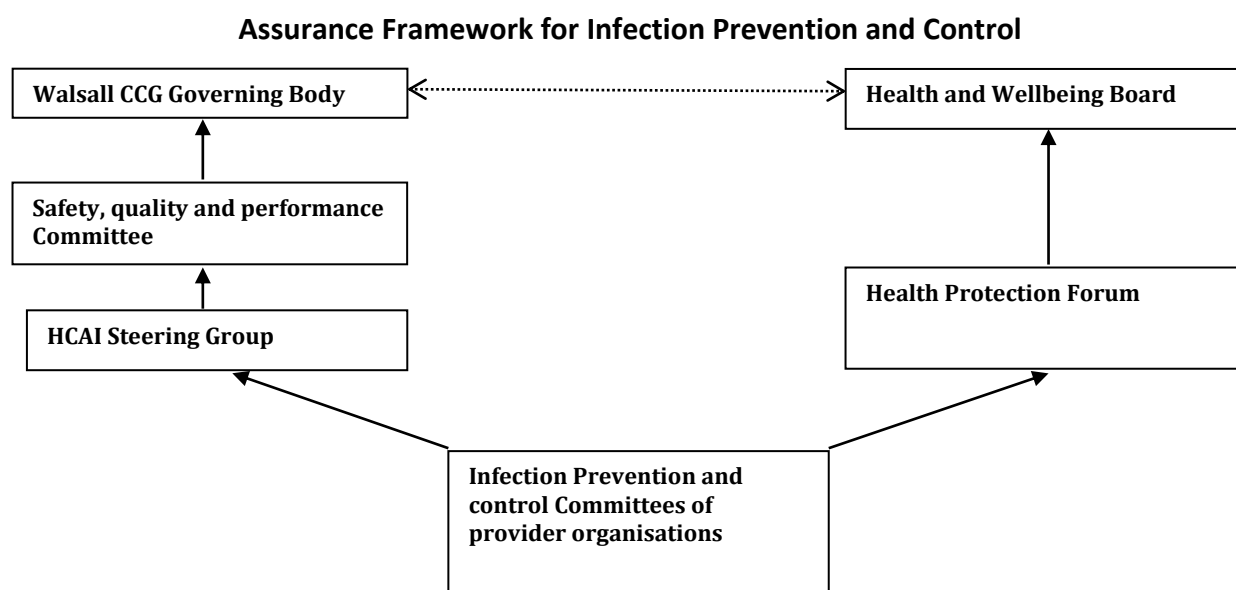 Assurance Framework for Infection Prevention and Control
Walsall CCG Governing Body
Health and Wellbeing Board
Safety, quality and performance
Committee
Health Protection Forum
HCAI Steering Group
Infection Prevention and
control Committees of
provider organisations